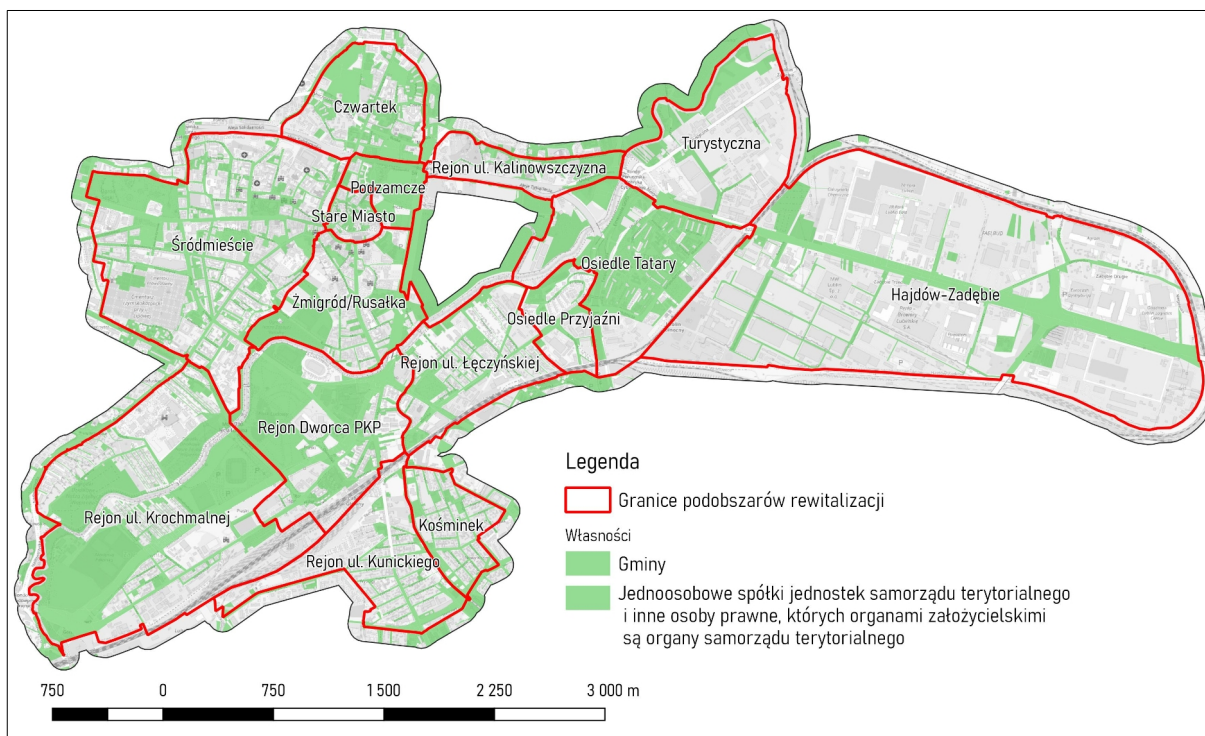 Czwartek
Turystyczna
Rejon ul. Kalinowszczyzna
Podzamcze
Stare Miasto
Śródmieście
Osiedle Tatary
Hajdów-Zadębie
Żmigród/Rusałka
Osiedle Przyjaźni
Rejon ul. Łęczyńskiej
Rejon Dworca PKP
Rejon ul. Krochmalnej
Kośminek
Rejon ul. Kunickiego
Legenda
Granice podobszarów rewitalizacji
Własności
Gminy
Jednoosobowe spółki jednostek samorządu terytorialnego
i inne osoby prawne, których organami założycielskimi
są organy samorządu terytorialnego
750 0 750 1 500 2 250 3 000 m